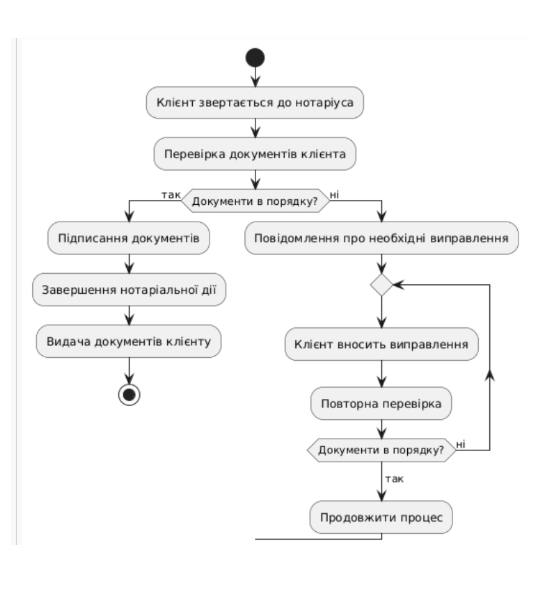 Клієнт звертається до нотаріуса
Перевірка документів клієнта
так
Документи в порядку?
ні
Підписання документів
Завершення нотаріальної дії
Видача документів клієнту
Повідомлення про необхідні виправлення
Клієнт вносить виправлення
Повторна перевірка
Документи в порядку?
ні
так
Продовжити процес